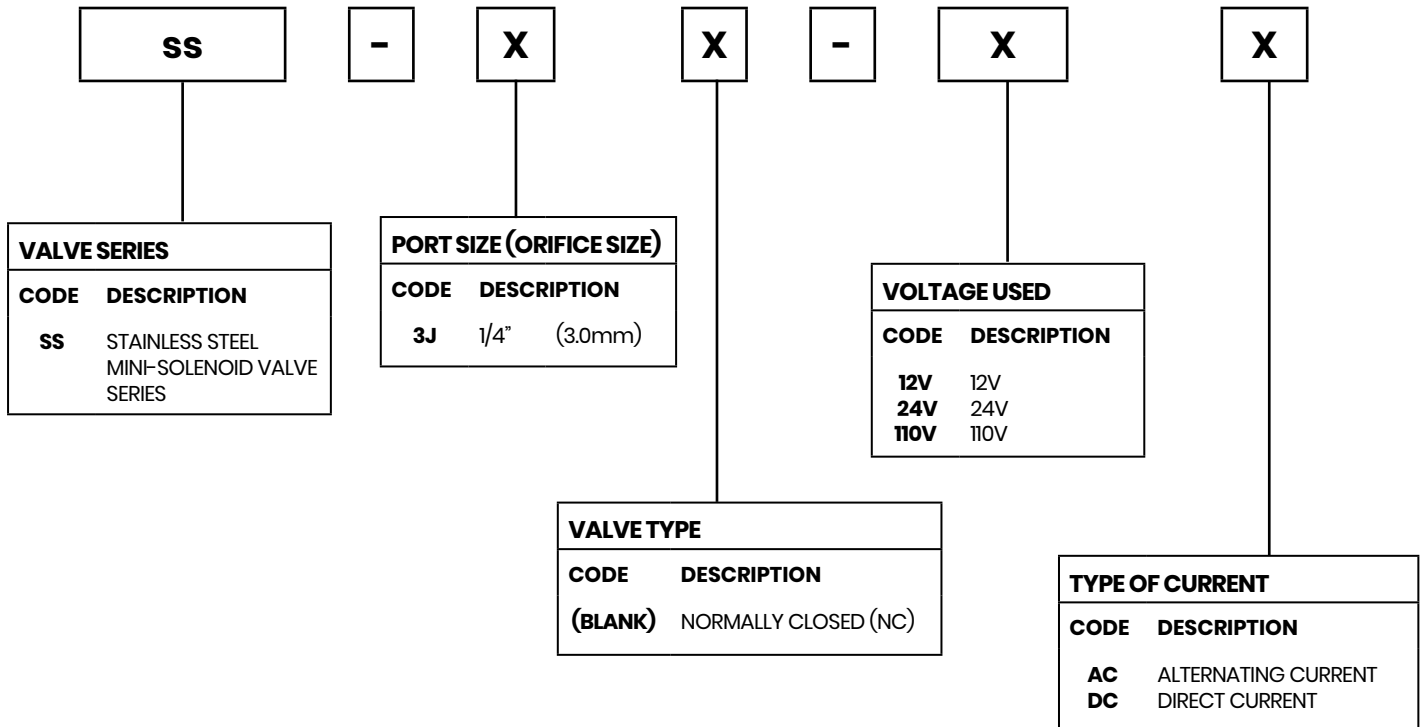 SS - X X - X X
VALVE SERIES
CODE DESCRIPTION
SS STAINLESS STEEL
MINI-SOLENOID VALVE
SERIES
PORT SIZE (ORIFICE SIZE)
CODE DESCRIPTION
3J 1/4” (3.0mm)
VALVE TYPE
CODE DESCRIPTION
(BLANK) NORMALLY CLOSED (NC)
VOLTAGE USED
CODE DESCRIPTION
12V 12V
24V 24V
110V 110V
TYPE OF CURRENT
CODE DESCRIPTION
AC ALTERNATING CURRENT
DC DIRECT CURRENT